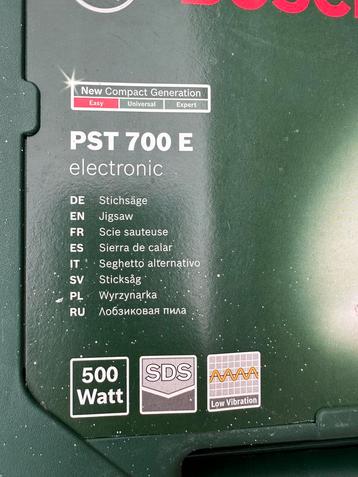 BOSCH
New Compact Generation
Easy Universal Expert
PST 700 E
electronic
DE Stichsäge
EN Jigsaw
FR Scie sauteuse
ES Sierra de calar
IT Seghetto alternativo
SV Sticksåg
PL Wyrzynarka
RU Лобзиковая пила
500 Watt
SDS
Low Vibration